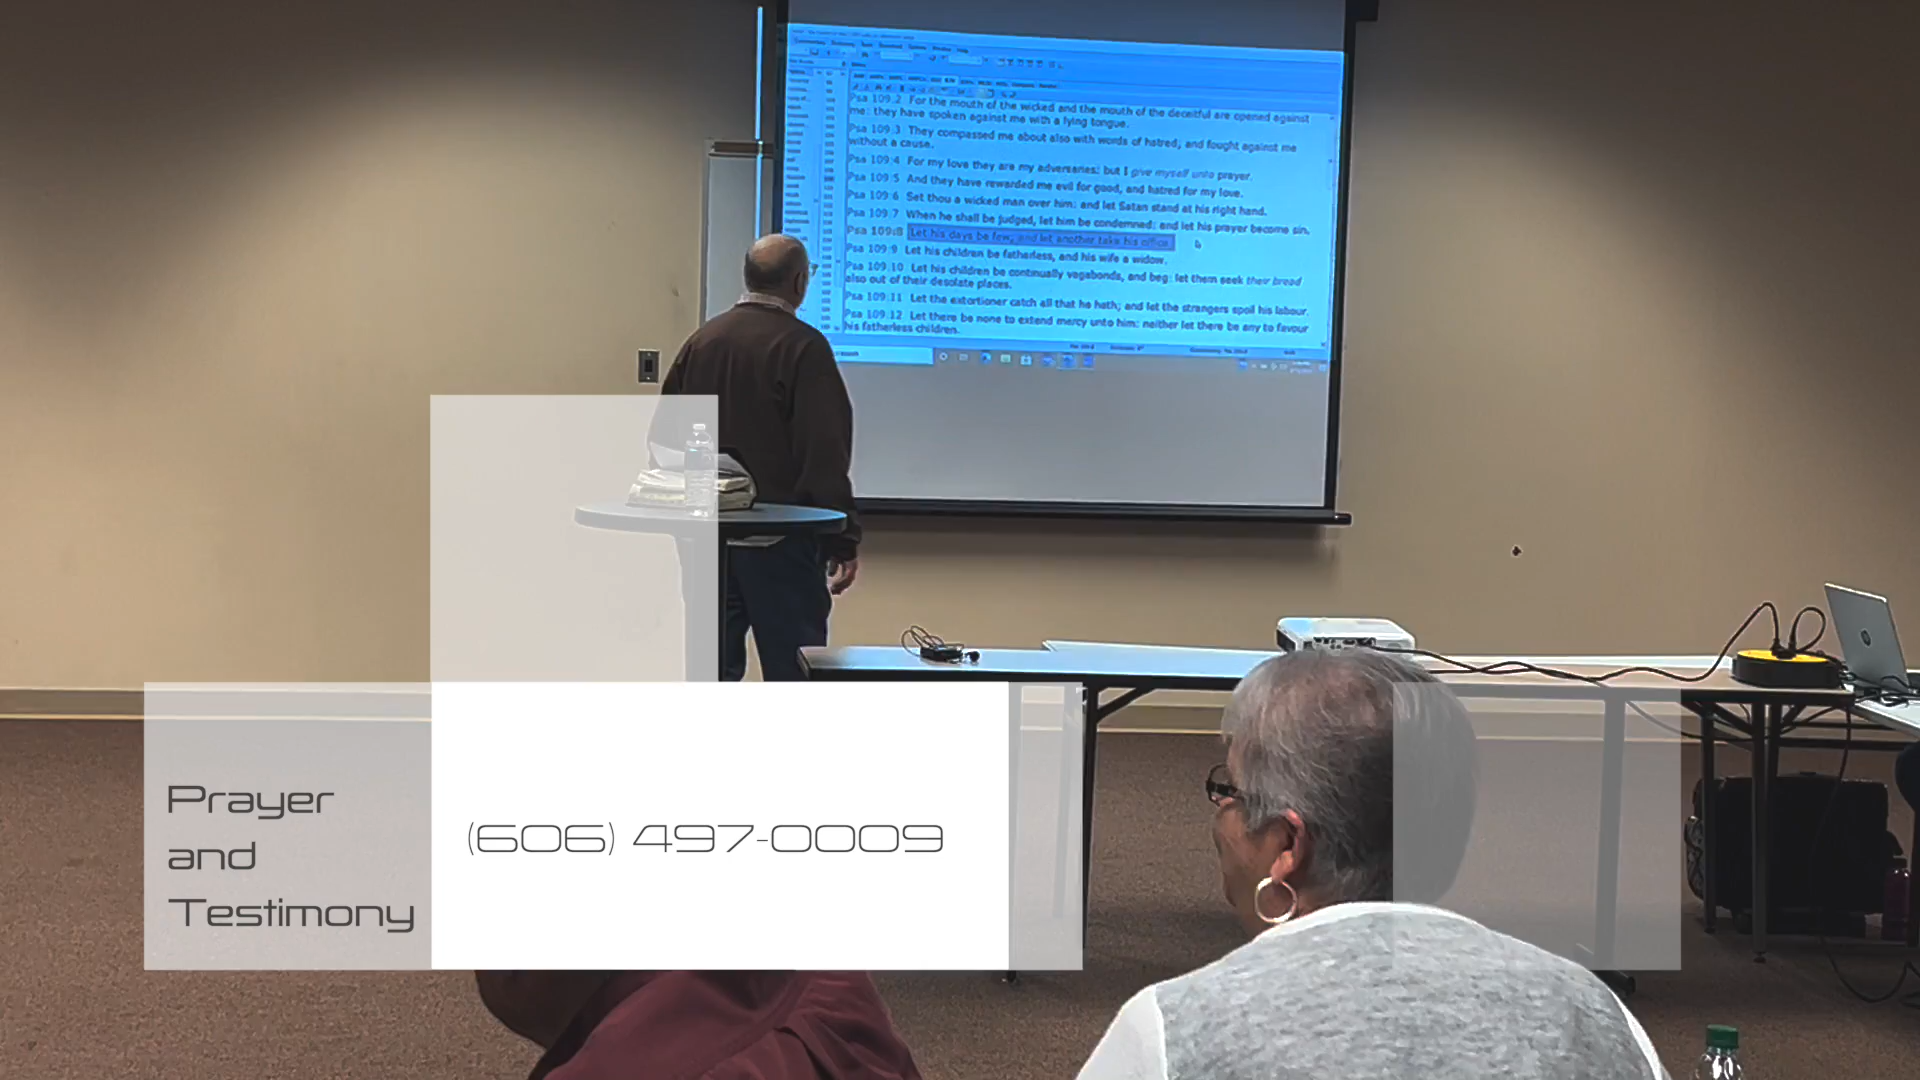 Psa 109:2 For the mouth of the wicked and the mouth of the deceitful are opened against
me: they have spoken against me with a lying tongue.
Psa 109:3 They compassed me about also with words of hatred; and fought against me
without a cause.
Psa 109:4 For my love they are my adversaries: but I give myself unto prayer.
Psa 109:5 And they have rewarded me evil for good, and hatred for my love.
Psa 109:6 Set thou a wicked man over him: and let Satan stand at his right hand.
Psa 109:7 When he shall be judged, let him be condemned: and let his prayer become sin.
Psa 109:8 Let his days be few; and let another take his office.
Psa 109:9 Let his children be fatherless, and his wife a widow.
Psa 109:10 Let his children be continually vagabonds, and beg: let them seek their bread
also out of their desolate places.
Psa 109:11 Let the extortioner catch all that he hath; and let the strangers spoil his labour.
Psa 109:12 Let there be none to extend mercy unto him: neither let there be any to favour
his fatherless children.
Prayer
and
Testimony
(606) 497-0009